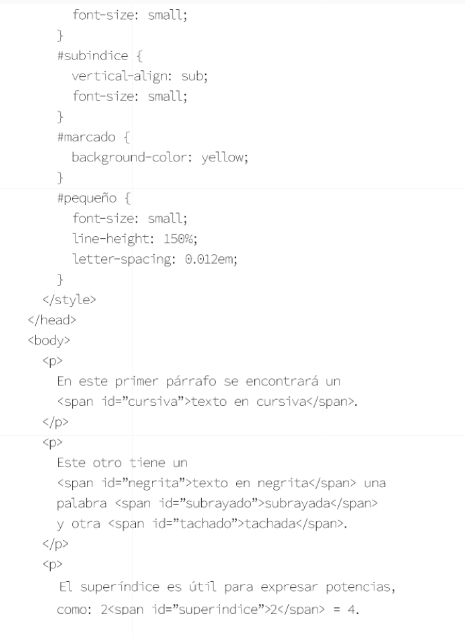 font-size: small;
}
#subindice {
vertical-align: sub;
font-size: small;
}
#marcado {
background-color: yellow;
}
#pequeño {
font-size: small;
line-height: 150%;
letter-spacing: 0.012em;
}
</style>
</head>
<body>
<p>
En este primer párrafo se encontrará un
<span id=”cursiva”>texto en cursiva</span>.
</p>
<p>
Este otro tiene un
<span id=”negrita”>texto en negrita</span> una
palabra <span id=”subrayado”>subrayada</span>
y otra <span id=”tachado”>tachada</span>.
</p>
<p>
El superíndice es útil para expresar potencias,
como: 2<span id=”superindice”>2</span> = 4.